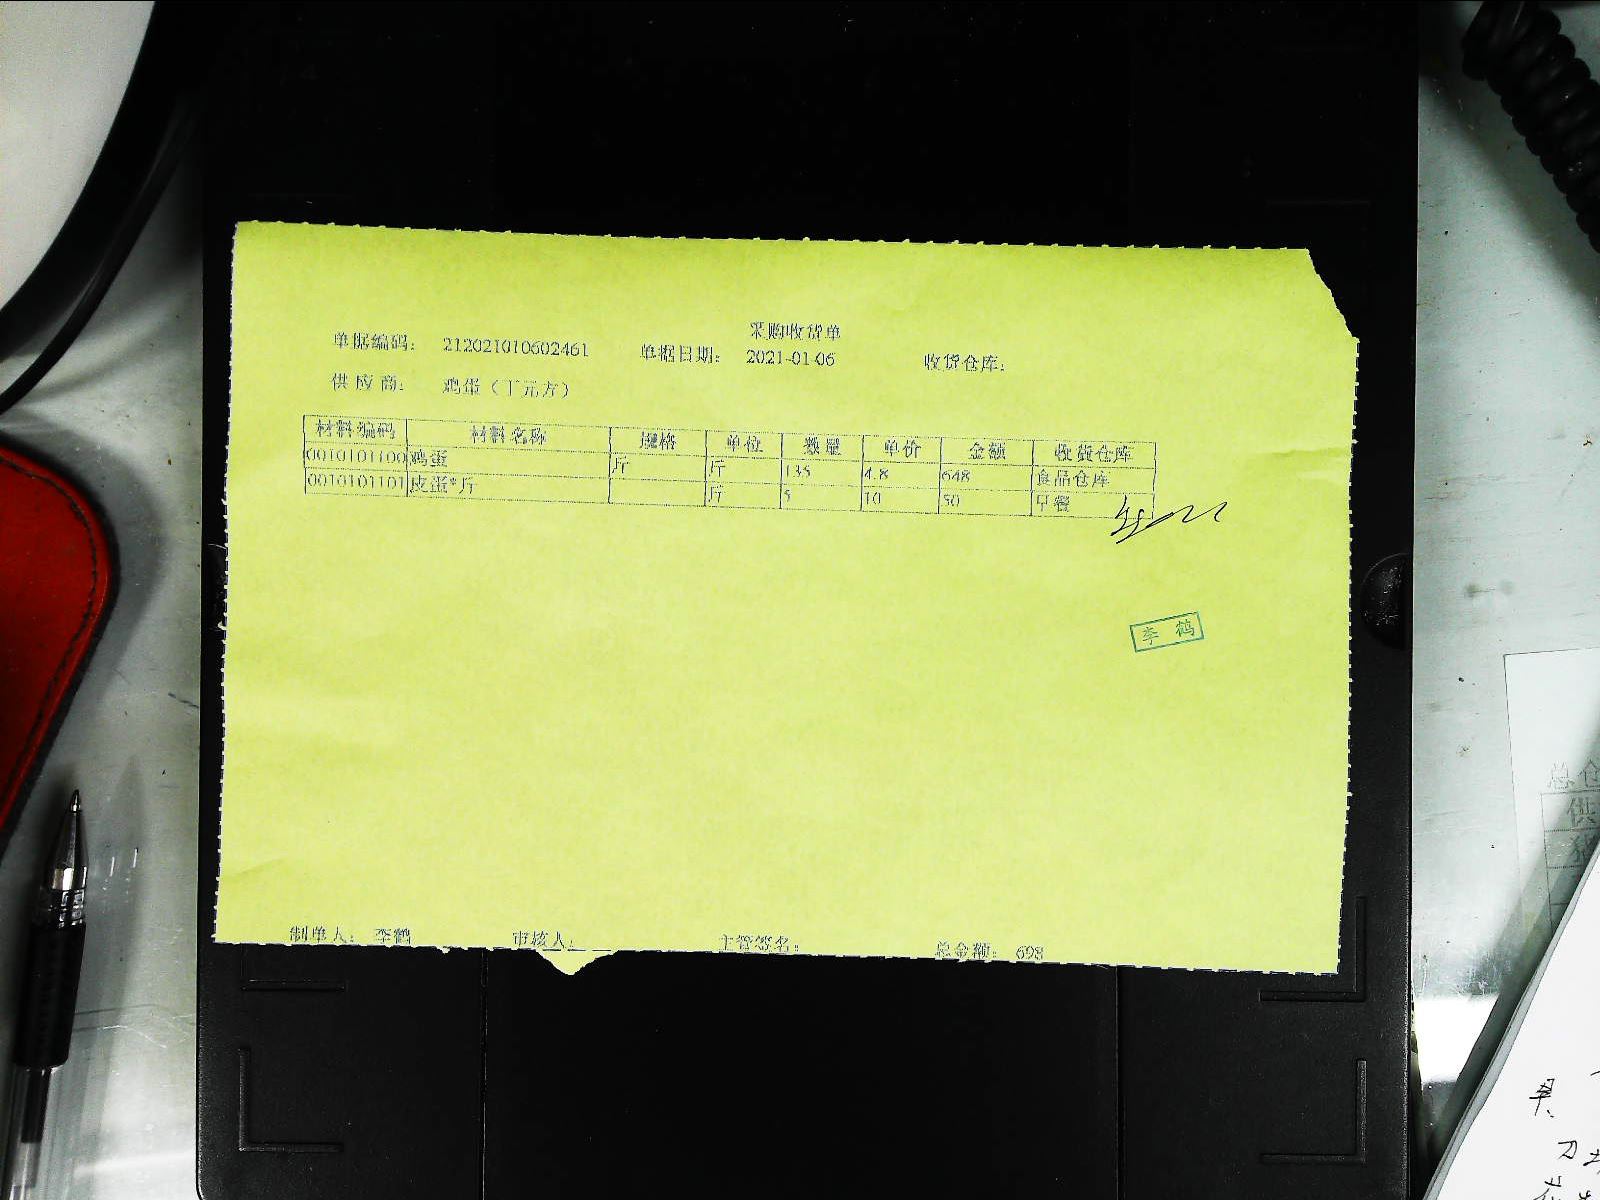 采购收货单
单据编码： 212021010602461 单据日期： 2021-01-06 收货仓库：
供应商： 鸡蛋（丁元方）
材料编码 材料名称 规格 单位 数量 单价 金额 收货仓库
0010101100 鸡蛋 斤 斤 135 4.8 648 食品仓库
0010101101 皮蛋*斤 斤 5 10 50 早餐
李鹤
制单人： 李鹤 审核人： 主管签名： 总金额： 698
总仓
供